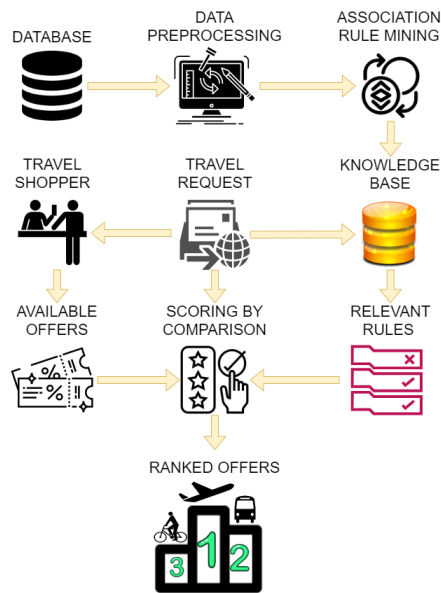 DATABASE
DATA
PREPROCESSING
ASSOCIATION
RULE MINING
TRAVEL
SHOPPER
TRAVEL
REQUEST
KNOWLEDGE
BASE
AVAILABLE
OFFERS
SCORING BY
COMPARISON
RELEVANT
RULES
%
%
RANKED OFFERS
1
2
3